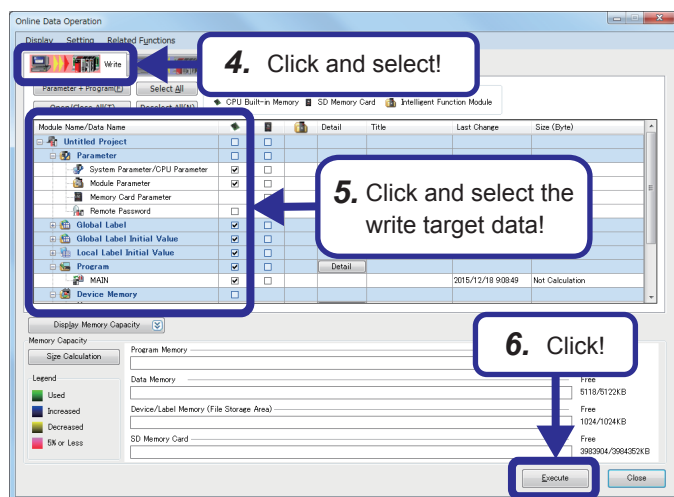 Online Data Operation
Display Setting Related Functions
Write
4. Click and select!
Parameter + Program(F) Select All
Open/Close All(T) Deselect All(N)
CPU Built-in Memory SD Memory Card Intelligent Function Module
Module Name/Data Name Detail Title Last Change Size (Byte)
Untitled Project
Parameter
System Parameter/CPU Parameter
Module Parameter
Memory Card Parameter
Remote Password
Global Label
Global Label Initial Value
Local Label Initial Value
Program Detail
MAIN 2015/12/18 9:08:49 Not Calculation
Device Memory
5. Click and select the
write target data!
Display Memory Capacity
Memory Capacity
Size Calculation
Program Memory
6. Click!
Legend
Used
Increased
Decreased
5% or Less
Data Memory Free
5118/5122KB
Device/Label Memory (File Storage Area) Free
1024/1024KB
SD Memory Card Free
3983904/3984352KB
Execute Close